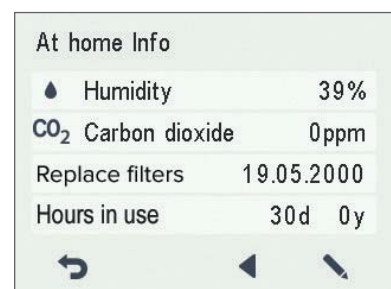 At home Info
Humidity 39%
CO₂ Carbon dioxide 0ppm
Replace filters 19.05.2000
Hours in use 30d 0y